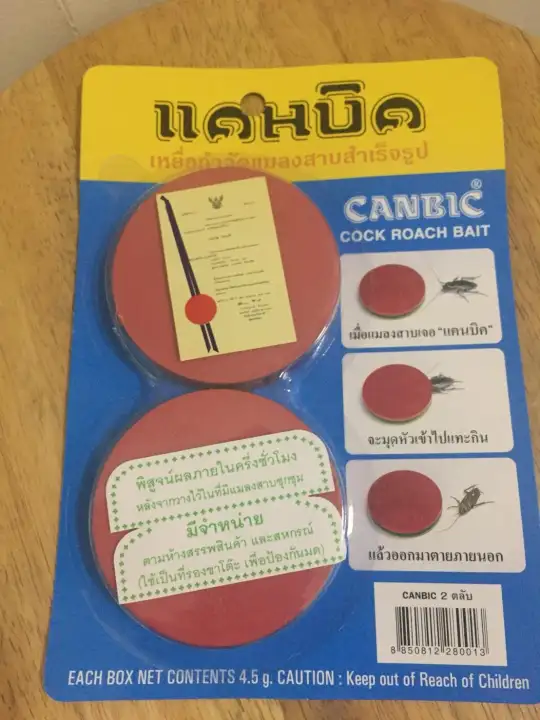 แคนบิค
เหยื่อกำจัดแมลงสาบสำเร็จรูป
CANBIC®
COCK ROACH BAIT
เมื่อแมลงสาบเจอ "แคนบิค"
จะมุดหัวเข้าไปแทะกิน
แล้วออกมาตายภายนอก
พิสูจน์ผลภายในครึ่งชั่วโมง
หลังจากวางไว้ในที่มีแมลงสาบชุกชุม
มีจำหน่าย
ตามห้างสรรพสินค้า และสหกรณ์
(ใช้เป็นที่รองขาโต๊ะ เพื่อป้องกันมด)
CANBIC 2 ตลับ
8 850812 280013
EACH BOX NET CONTENTS 4.5 g. CAUTION : Keep out of Reach of Children